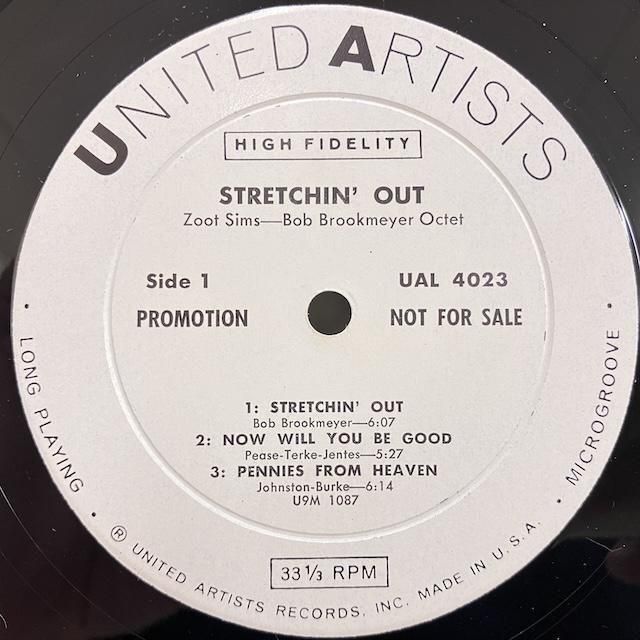 UNITED ARTISTS
HIGH FIDELITY
STRETCHIN' OUT
Zoot Sims—Bob Brookmeyer Octet
Side 1
UAL 4023
PROMOTION
NOT FOR SALE
1: STRETCHIN' OUT
Bob Brookmeyer—6:07
2: NOW WiLL YOU BE GOOD
Pease-Terke-Jentes—5:27
3: PENNIES FROM HEAVEN
Johnston-Burke—6:14
U9M 1087
33 1/3 RPM
• LONG PLAYING • ® UNITED ARTISTS RECORDS, INC. MADE IN U.S.A. • MICROGROOVE •